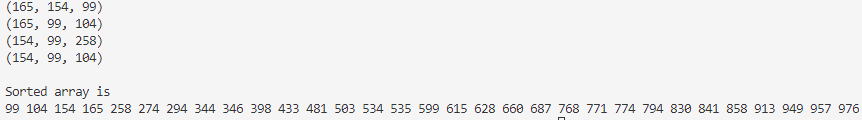 (165, 154, 99)
(165, 99, 104)
(154, 99, 258)
(154, 99, 104)
Sorted array is
99 104 154 165 258 274 294 344 346 398 433 481 503 534 535 599 615 628 660 687 768 771 774 794 830 841 858 913 949 957 976